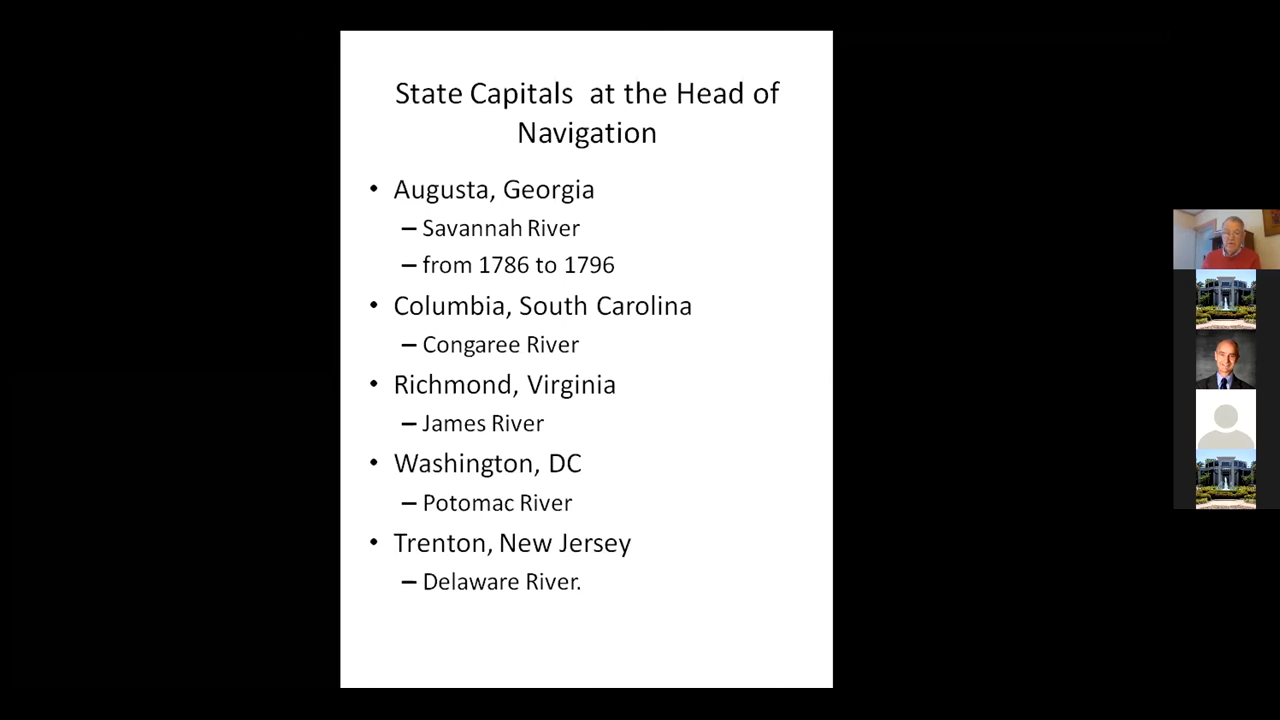 State Capitals  at the Head of
Navigation
• Augusta, Georgia
– Savannah River
– from 1786 to 1796
• Columbia, South Carolina
– Congaree River
• Richmond, Virginia
– James River
• Washington, DC
– Potomac River
• Trenton, New Jersey
– Delaware River.